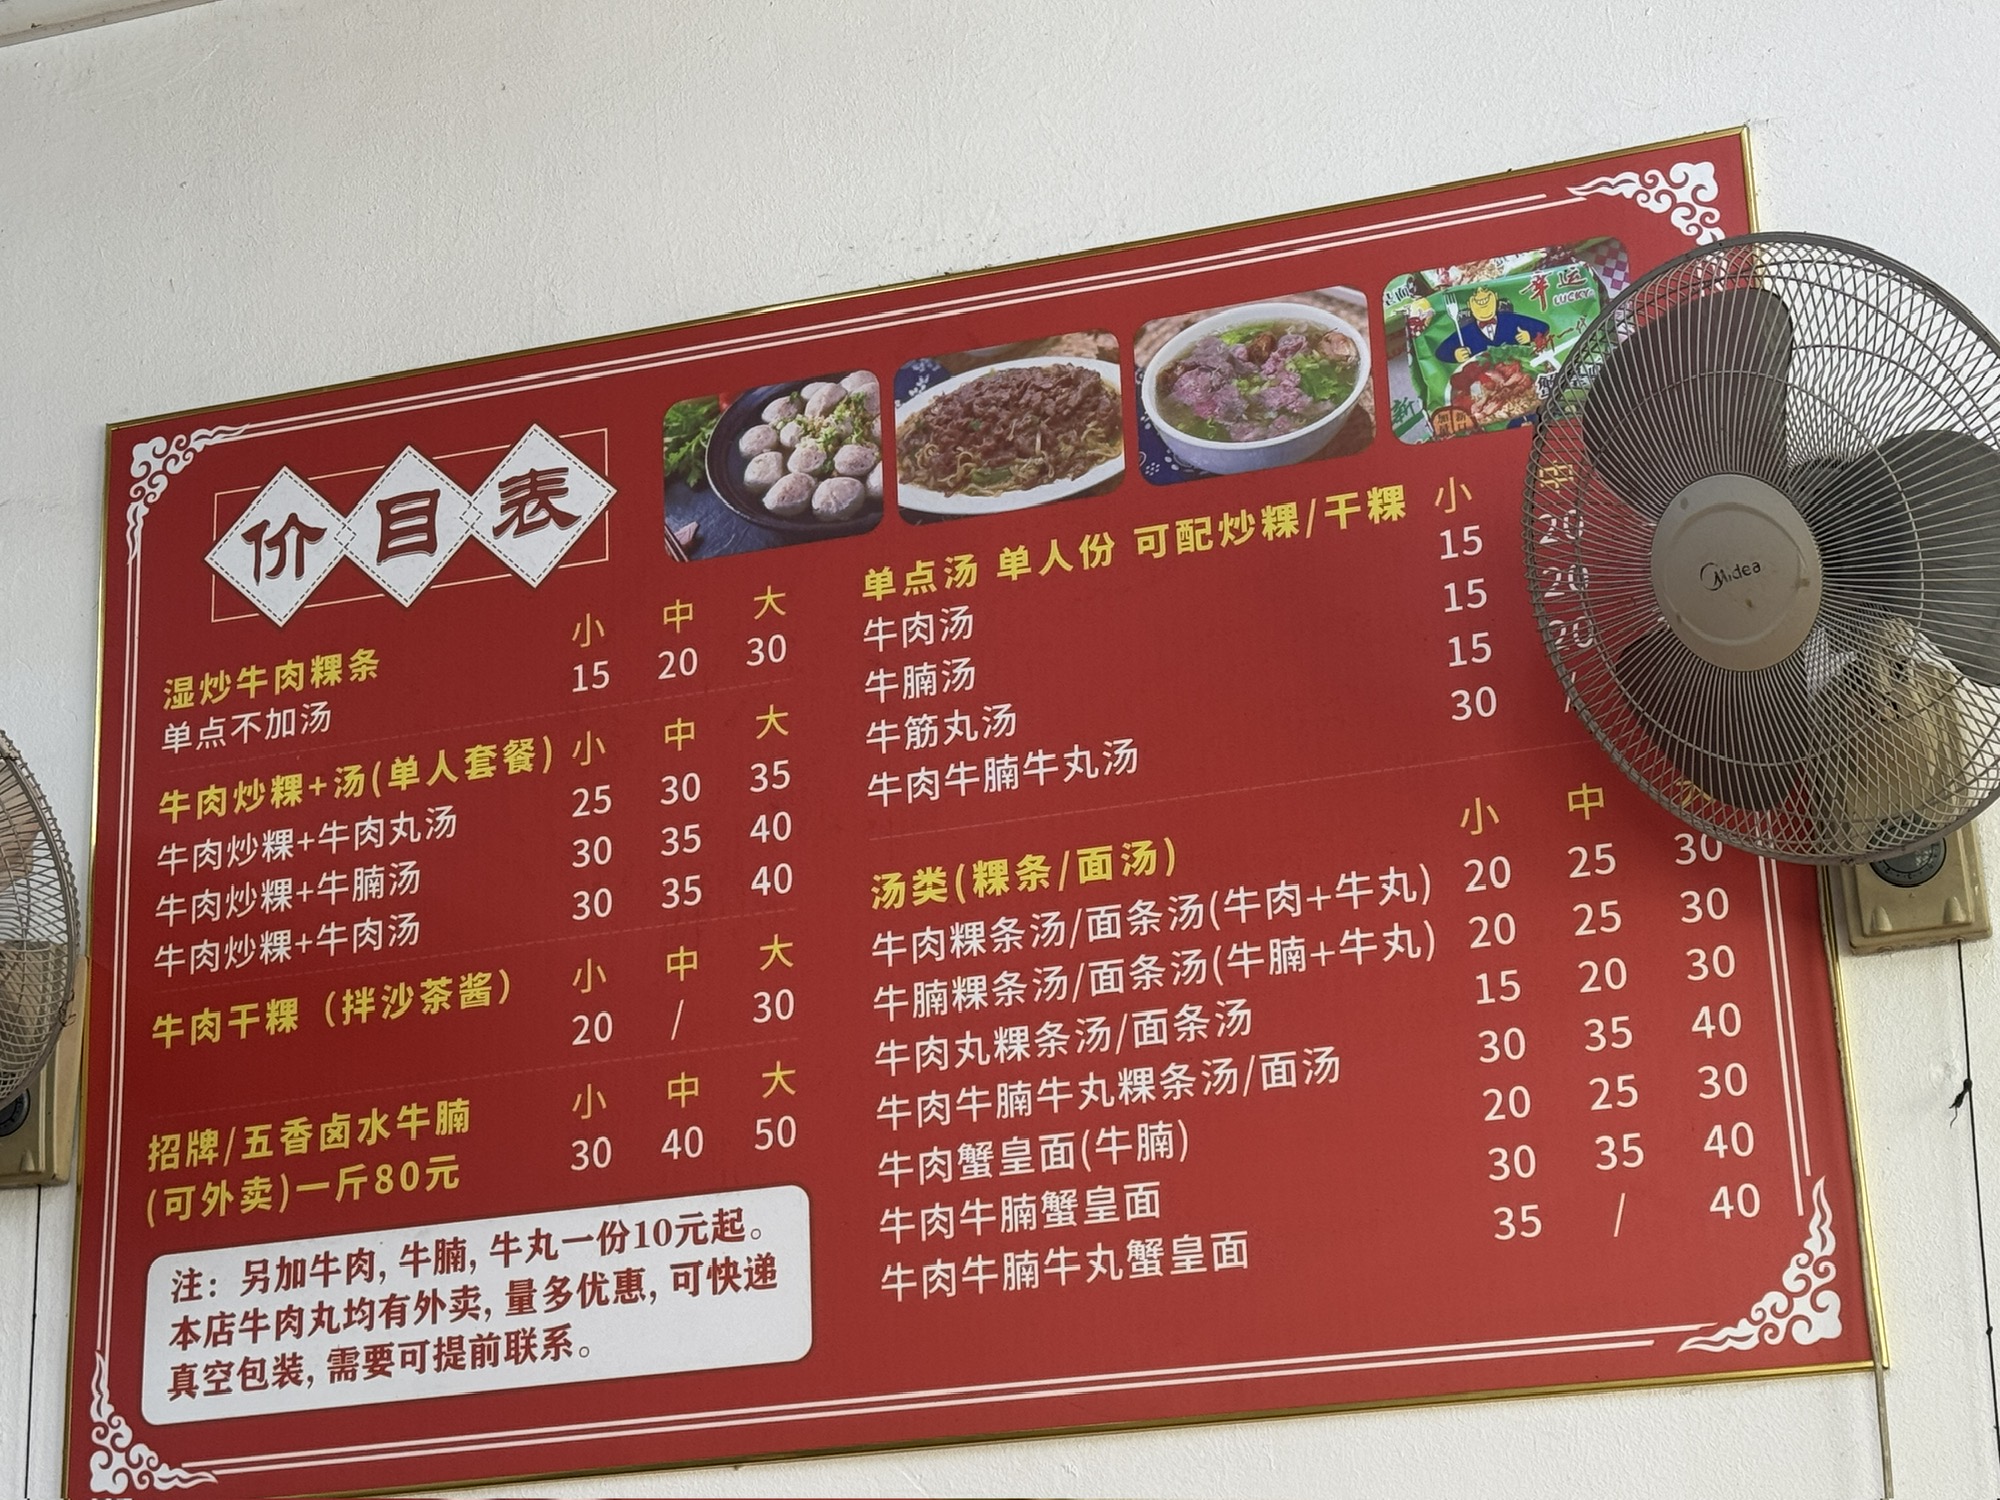 价目表
小 中 大
湿炒牛肉粿条 15 20 30
单点不加汤
牛肉炒粿+汤(单人套餐) 小 中 大
牛肉炒粿+牛肉丸汤 25 30 35
牛肉炒粿+牛腩汤 30 35 40
牛肉炒粿+牛肉汤 30 35 40
小 中 大
牛肉干粿（拌沙茶酱） 20 / 30
小 中 大
招牌/五香卤水牛腩 30 40 50
(可外卖)一斤80元
注：另加牛肉,牛腩,牛丸一份10元起。
本店牛肉丸均有外卖,量多优惠,可快递
真空包装,需要可提前联系。
幸运
LUCKY
新一代
单点汤 单人份 可配炒粿/干粿 小
牛肉汤 15 20
牛腩汤 15 20
牛筋丸汤 15 20
牛肉牛腩牛丸汤 30 /
汤类(粿条/面汤) 小 中
牛肉粿条汤/面条汤(牛肉+牛丸) 20 25 30
牛腩粿条汤/面条汤(牛腩+牛丸) 20 25 30
牛肉丸粿条汤/面条汤 15 20 30
牛肉牛腩牛丸粿条汤/面汤 30 35 40
牛肉蟹皇面(牛腩) 20 25 30
牛肉牛腩蟹皇面 30 35 40
牛肉牛腩牛丸蟹皇面 35 / 40
Midea